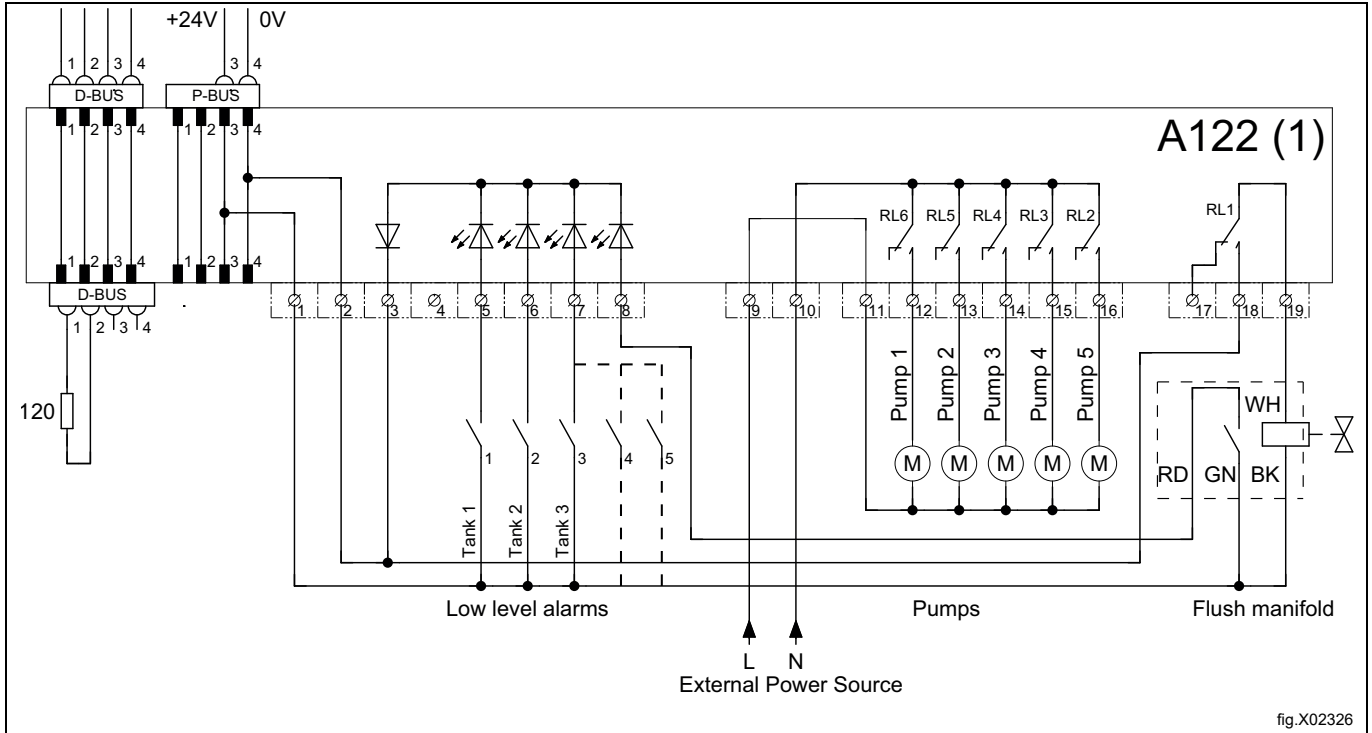 +24V 0V
1 2 3 4 3 4
D-BUS P-BUS
1 2 3 4 1 2 3 4
A122 (1)
RL6 RL5 RL4 RL3 RL2 RL1
1 2 3 4 1 2 3 4
D-BUS
1 2 3 4 5 6 7 8 9 10 11 12 13 14 15 16 17 18 19
1 2 3 4
Pump 1 Pump 2 Pump 3 Pump 4 Pump 5
120
WH
1 2 3 4 5
M M M M M
RD GN BK
Tank 1 Tank 2 Tank 3
Low level alarms Pumps Flush manifold
L N
External Power Source
fig.X02326